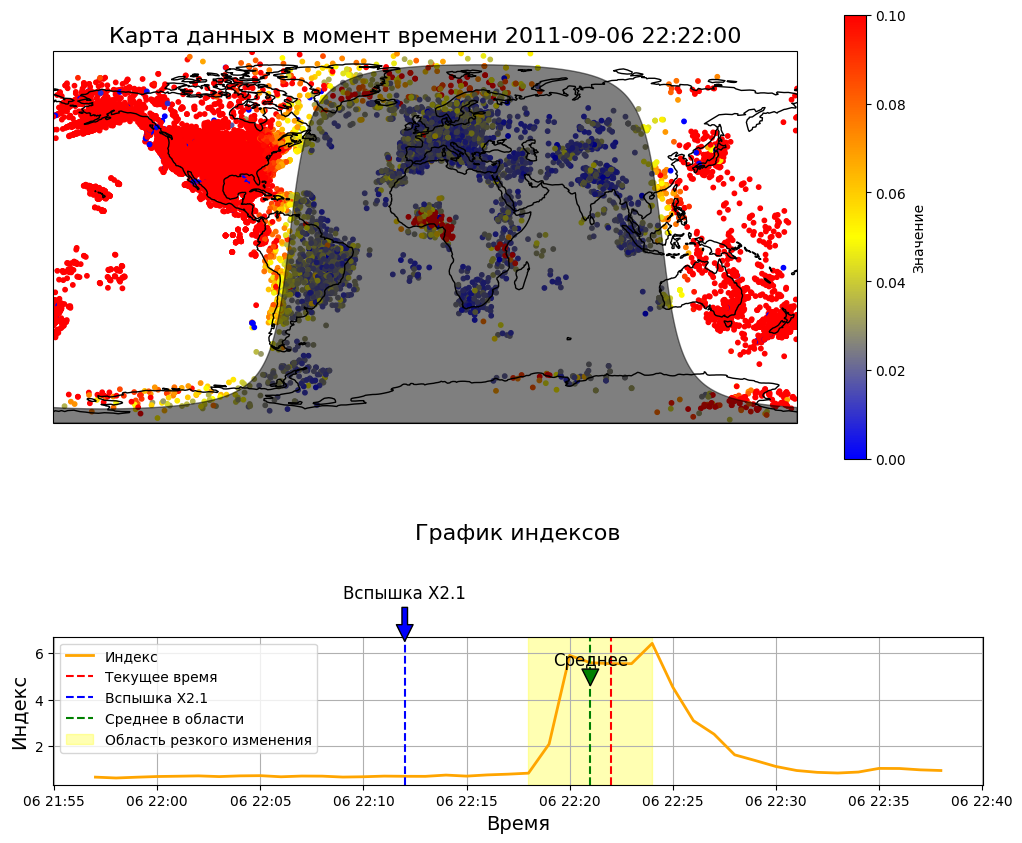 Карта данных в момент времени 2011-09-06 22:22:00
0.10
0.08
0.06
0.04
0.02
0.00
Значение
График индексов
Вспышка X2.1
Среднее
Индекс
Текущее время
Вспышка X2.1
Среднее в области
Область резкого изменения
6
4
2
Индекс
06 21:55 06 22:00 06 22:05 06 22:10 06 22:15 06 22:20 06 22:25 06 22:30 06 22:35 06 22:40
Время